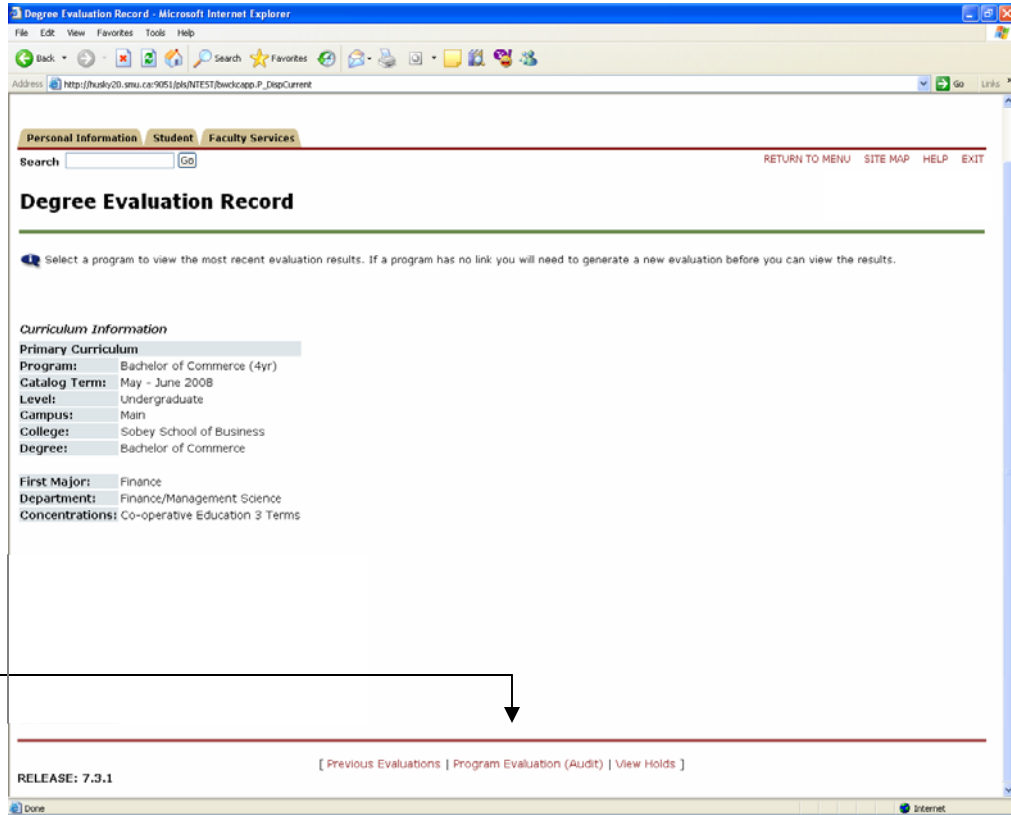 Degree Evaluation Record - Microsoft Internet Explorer
File Edit View Favorites Tools Help
Back Search Favorites
Address http://husky20.smu.ca:9051/pls/NTEST/bwckcapp.P_DispCurrent Go Links
Personal Information Student Faculty Services
Search Go RETURN TO MENU SITE MAP HELP EXIT
Degree Evaluation Record
Select a program to view the most recent evaluation results. If a program has no link you will need to generate a new evaluation before you can view the results.
Curriculum Information
Primary Curriculum
Program: Bachelor of Commerce (4yr)
Catalog Term: May - June 2008
Level: Undergraduate
Campus: Main
College: Sobey School of Business
Degree: Bachelor of Commerce
First Major: Finance
Department: Finance/Management Science
Concentrations: Co-operative Education 3 Terms
[ Previous Evaluations | Program Evaluation (Audit) | View Holds ]
RELEASE: 7.3.1
Done Internet